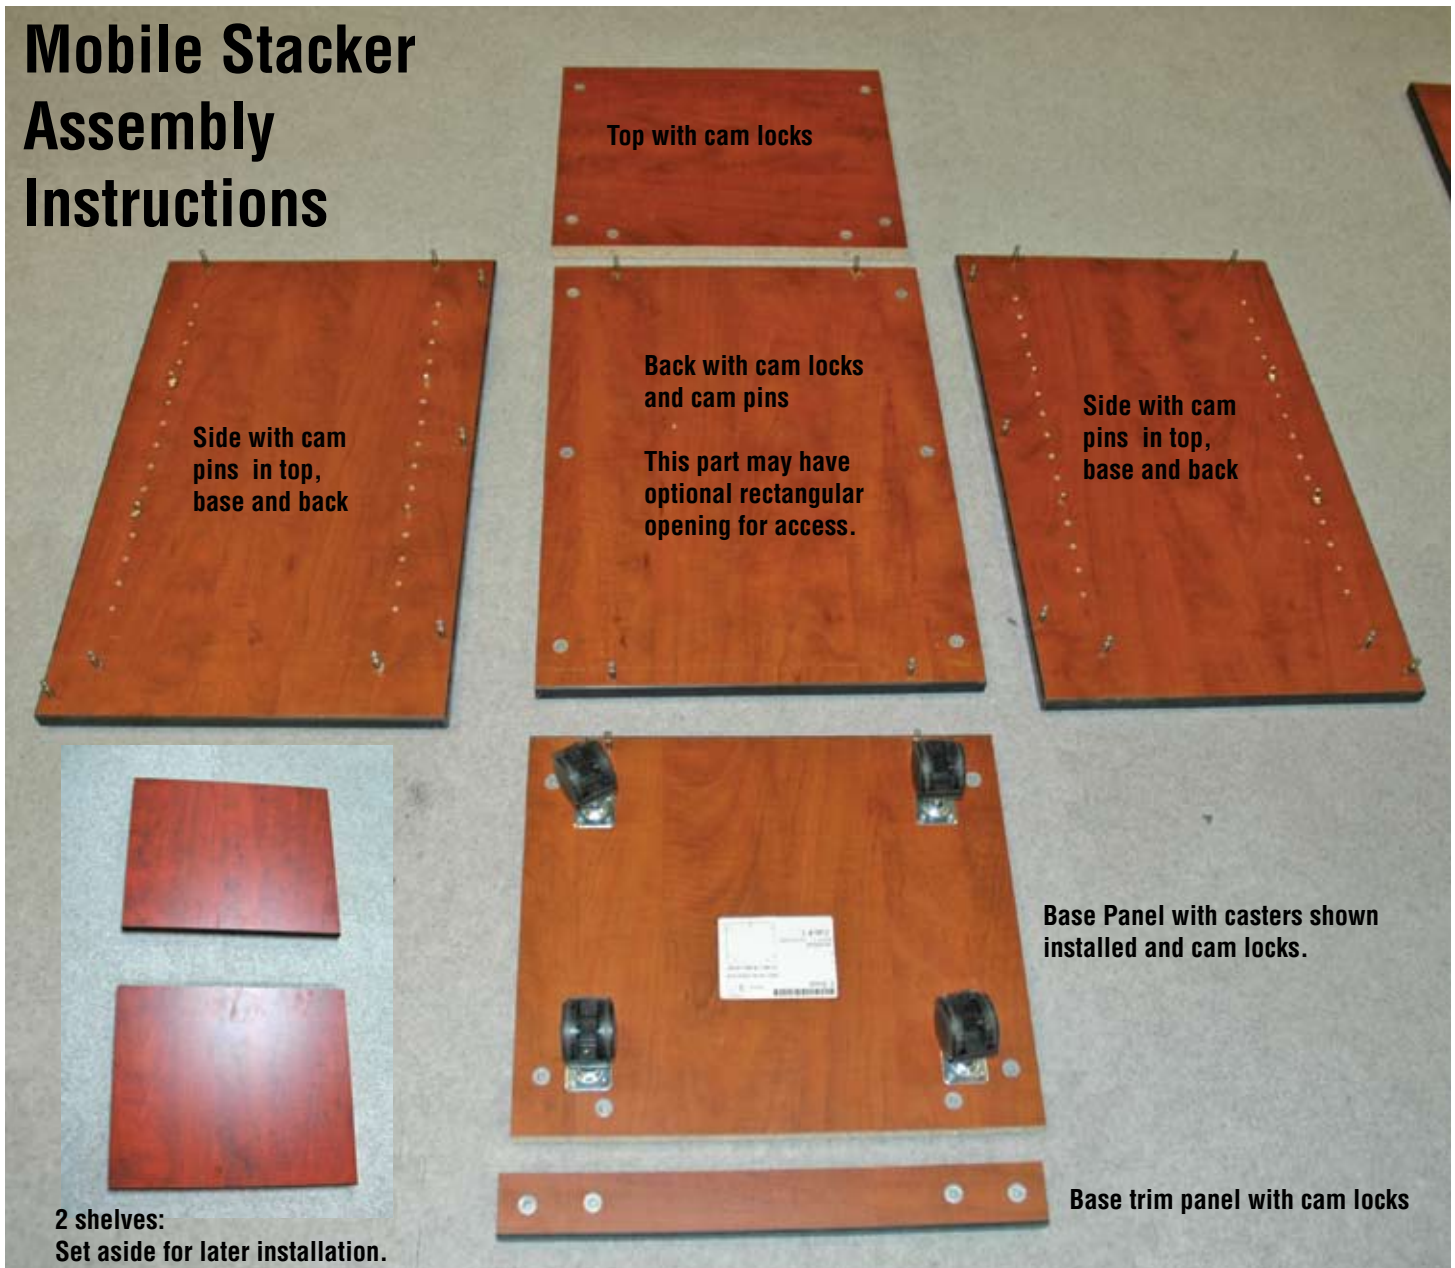 Mobile Stacker
Assembly
Instructions
Top with cam locks
Back with cam locks
and cam pins
This part may have
optional rectangular
opening for access.
Side with cam
pins in top,
base and back
Side with cam
pins in top,
base and back
Base Panel with casters shown
installed and cam locks.
Base trim panel with cam locks
2 shelves:
Set aside for later installation.